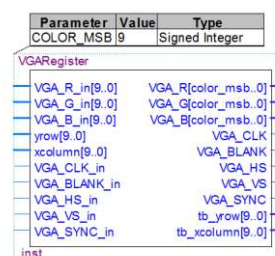 Parameter Value Type
COLOR_MSB 9 Signed Integer
VGARegister
VGA_R_in[9..0] VGA_R[color_msb..0]
VGA_G_in[9..0] VGA_G[color_msb..0]
VGA_B_in[9..0] VGA_B[color_msb..0]
yrow[9..0] VGA_CLK
xcolumn[9..0] VGA_BLANK
VGA_CLK_in VGA_HS
VGA_BLANK_in VGA_VS
VGA_HS_in VGA_SYNC
VGA_VS_in tb_yrow[9..0]
VGA_SYNC_in tb_xcolumn[9..0]
inst